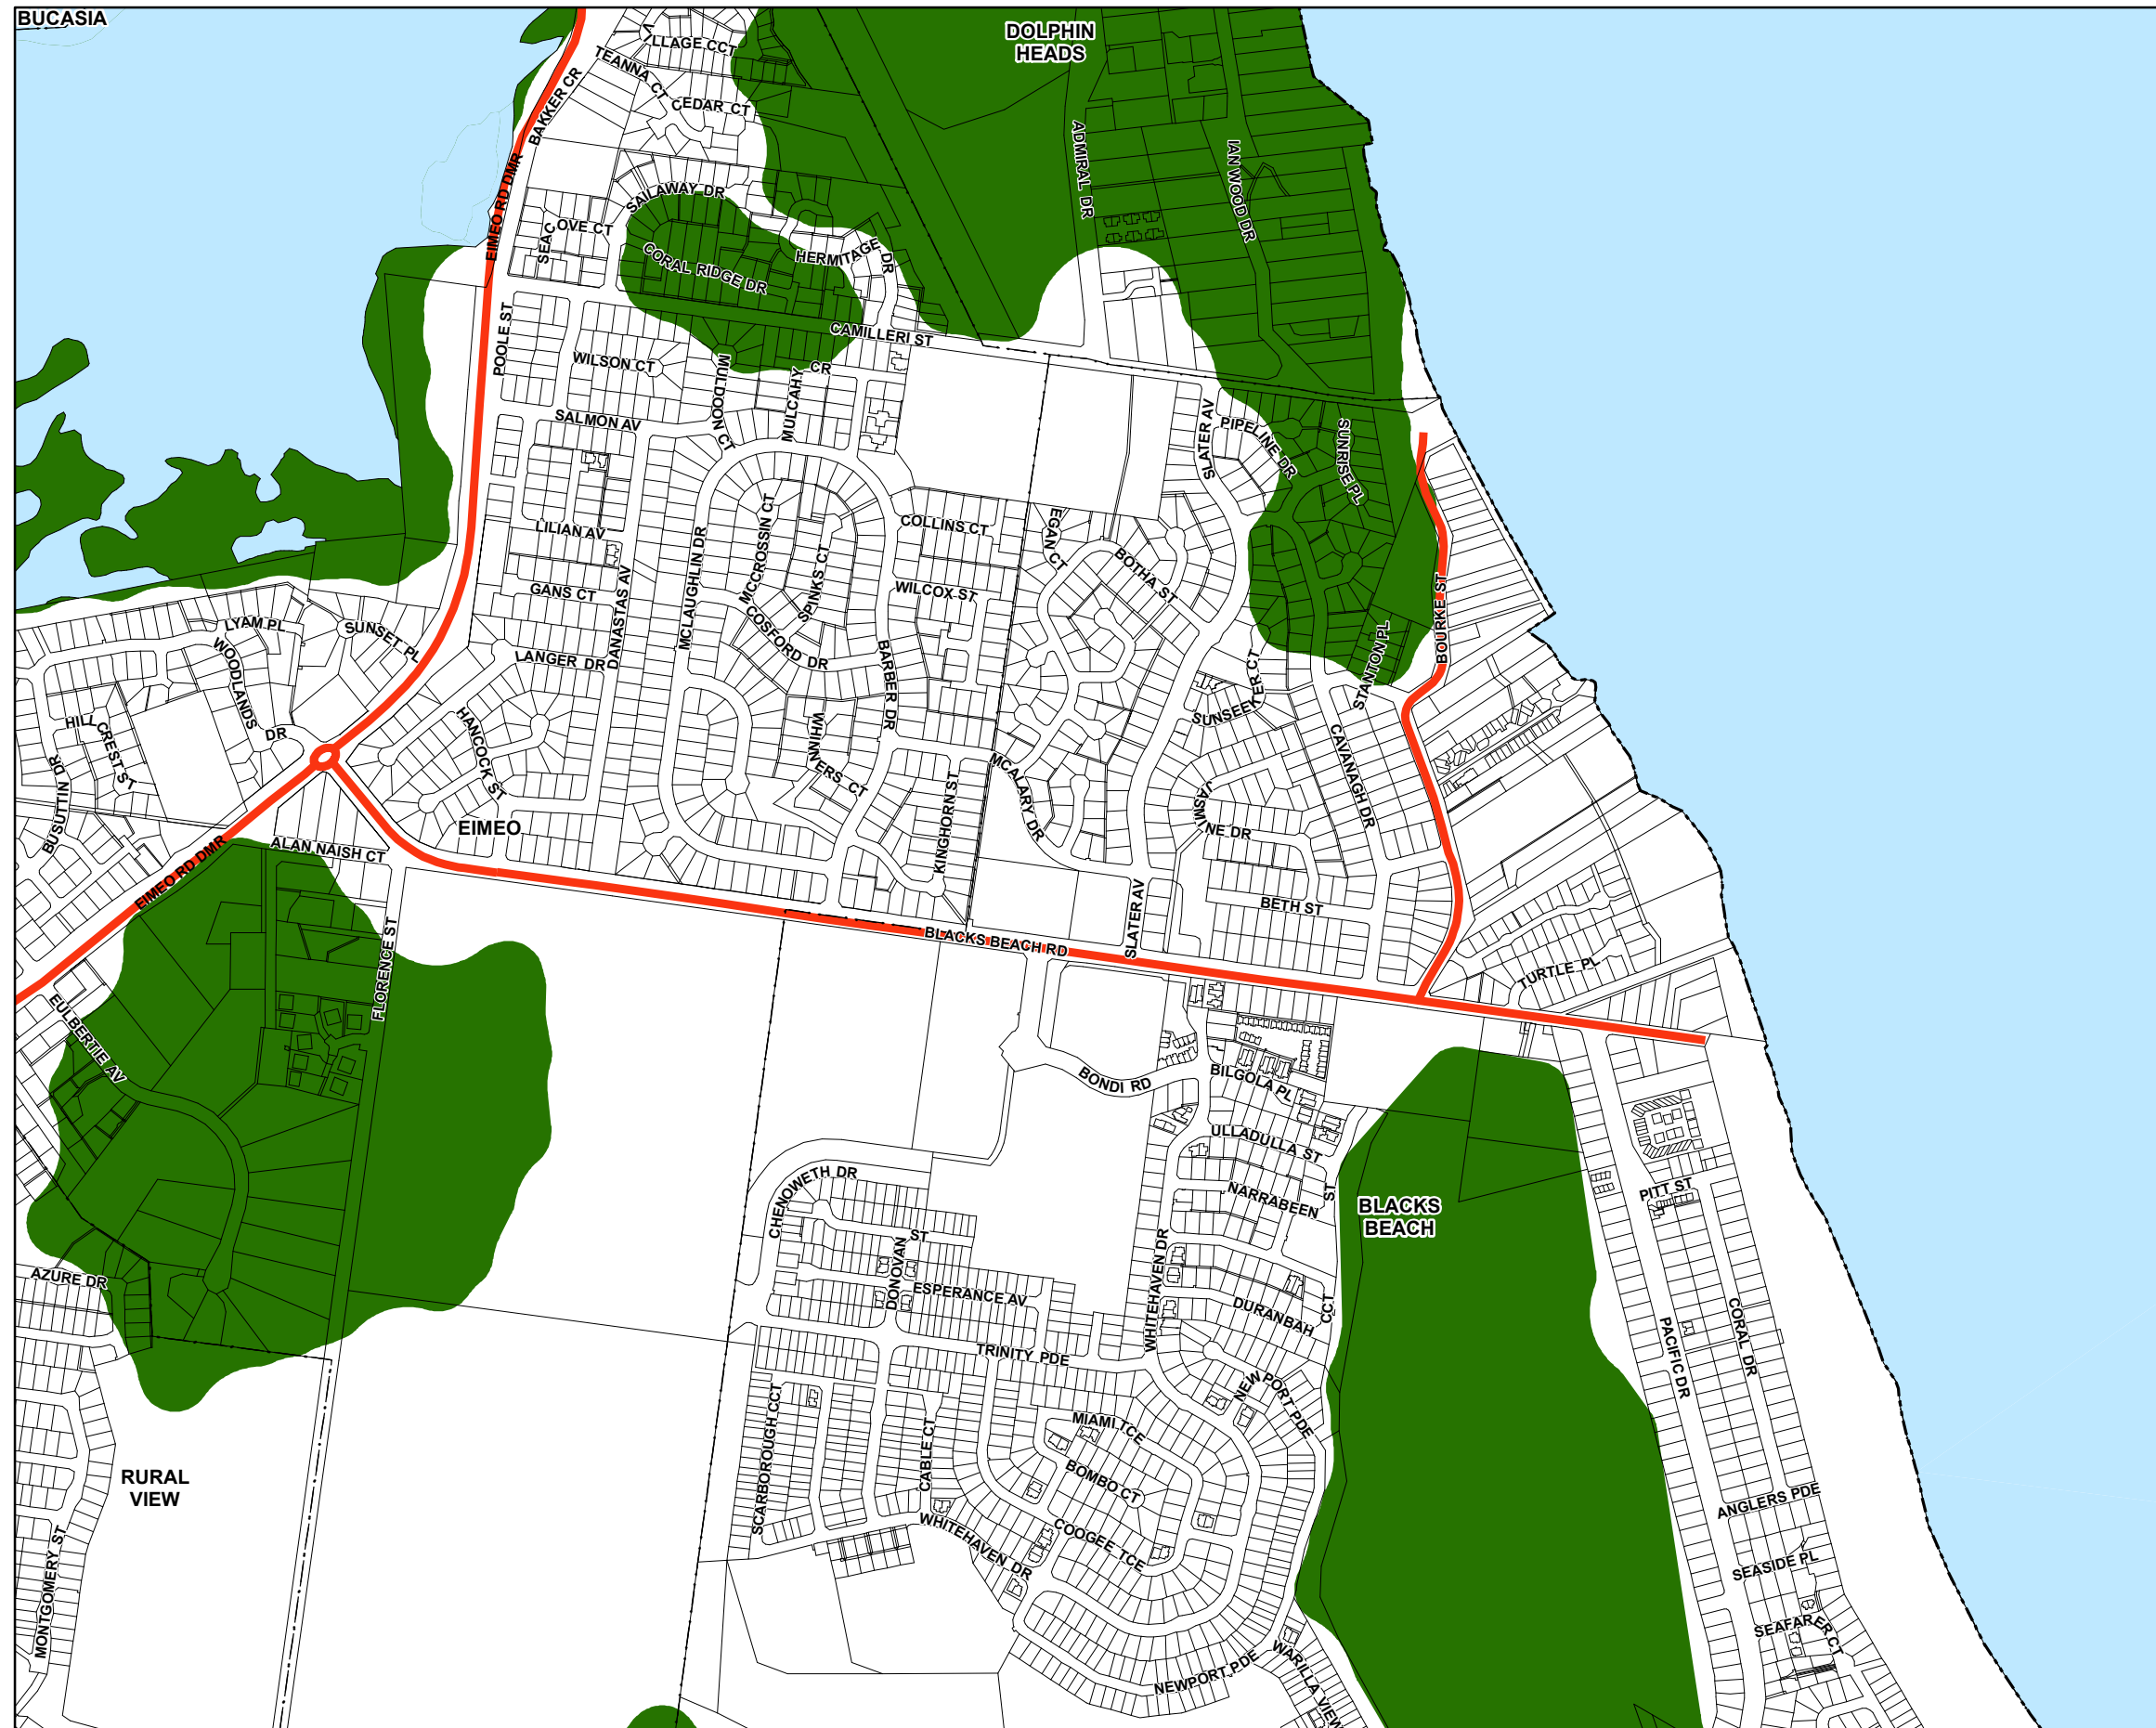 BUCASIA
DOLPHIN
HEADS
VILLAGE CCT
TEANNA CT
CEDAR CT
BAKKER CR
EIMEO RD DMR
ADMIRAL DR
IAN WOOD DR
SAILAWAY DR
SEACOVE CT
HERMITAGE DR
CORAL RIDGE DR
CAMILLERI ST
POOLE ST
WILSON CT
MULDOON CT
MULCAHY CR
SALMON AV
SLATER AV
PIPELINE DR
SUNRISE PL
COLLINS CT
EGAN CT
BOTHA ST
LILIAN AV
MCLAUGHLIN DR
MCCROSSIN CT
SPINKS CT
GANS CT
DANASTAS AV
WILCOX ST
COSFORD DR
BARBER DR
BOURKE ST
STANTON PL
LYAM PL
SUNSET PL
WOODLANDS DR
LANGER DR
SUNSEEKER CT
HILLCREST ST
HANCOCK ST
WHINNVERS CT
MCALARY DR
KINGHORN ST
CAVANAGH DR
JASMINE DR
BUSUTTIN DR
EIMEO
ALAN NAISH CT
EIMEO RD DMR
BETH ST
SLATER AV
BLACKS BEACH RD
FLORENCE ST
TURTLE PL
EULBERTIE AV
BONDI RD
BILGOLA PL
ULLADULLA ST
NARRABEEN ST
BLACKS
BEACH
PITT ST
CHENOWETH DR
DONOVAN ST
ESPERANCE AV
WHITEHAVEN DR
DURANBAH CCT
AZURE DR
TRINITY PDE
PACIFIC DR
CORAL DR
NEWPORT PDE
SCARBOROUGH CCT
CABLE CT
MIAMI TCE
BOMBO CT
COOGEE TCE
RURAL
VIEW
ANGLERS PDE
MONTGOMERY ST
WHITEHAVEN DR
SEASIDE PL
SEAFARER CT
NEWPORT PDE
WARILLA VIEW